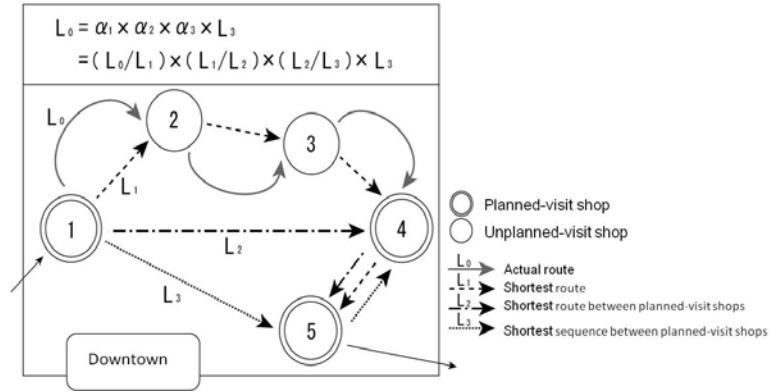 L₀ = α₁ × α₂ × α₃ × L₃
=(L₀/L₁)×(L₁/L₂)×(L₂/L₃)×L₃
L₀
2
3
L₁
1
4
L₂
L₃
5
Downtown
Planned-visit shop
Unplanned-visit shop
L₀ Actual route
L₁ Shortest route
L₂ Shortest route between planned-visit shops
L₃ Shortest sequence between planned-visit shops